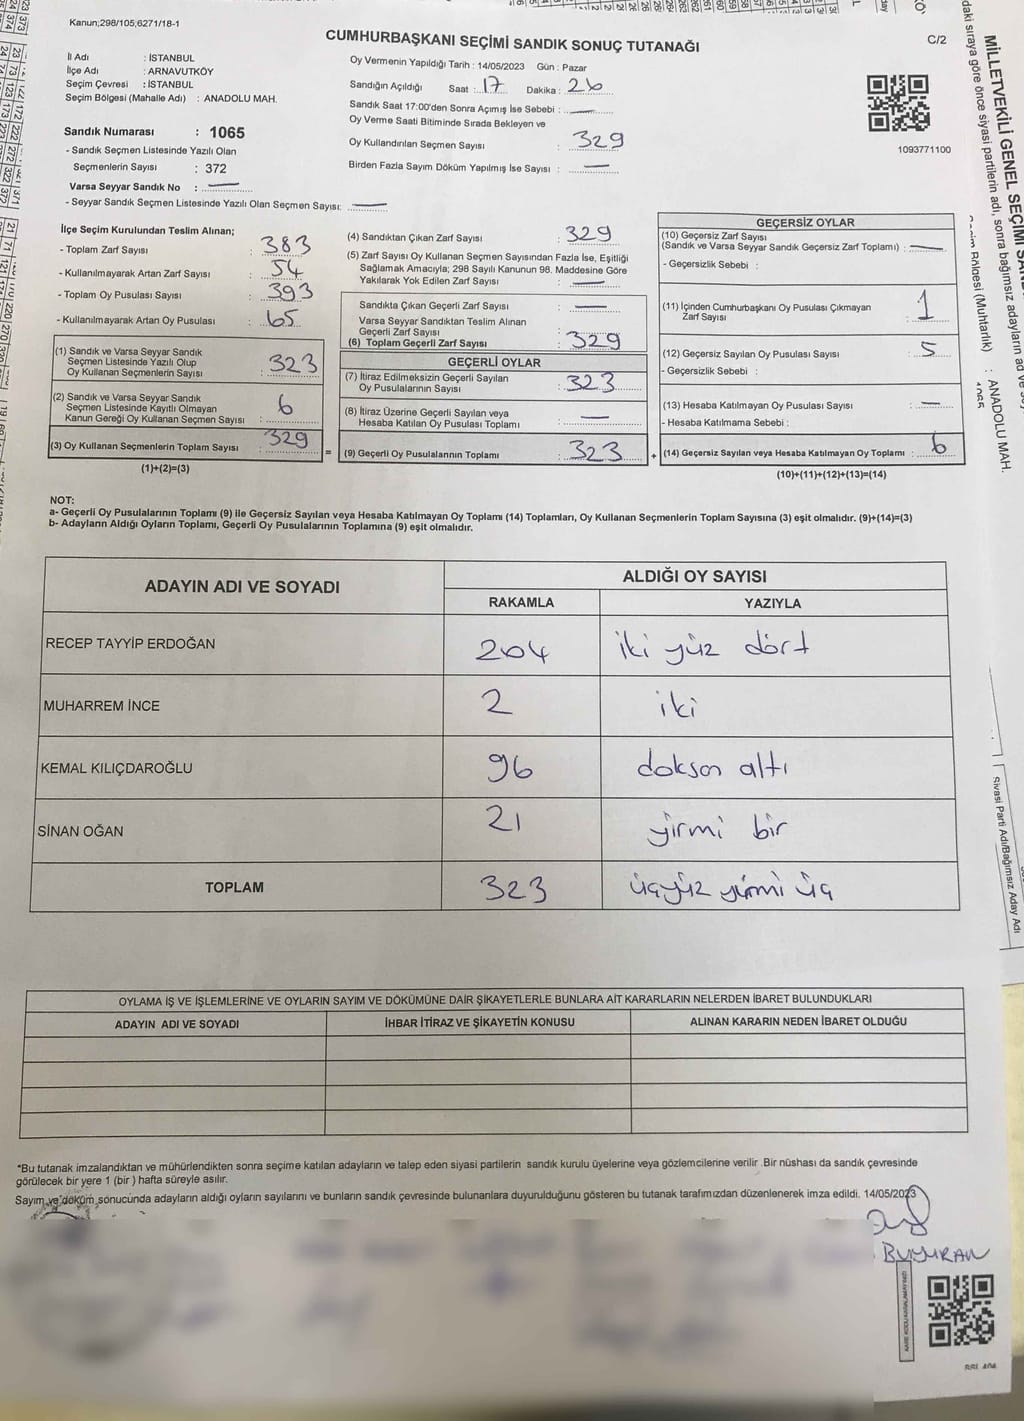 Kanun;298/105;6271/18-1
CUMHURBAŞKANI SEÇİMİ SANDIK SONUÇ TUTANAĞI
C/2
İl Adı : İSTANBUL
İlçe Adı : ARNAVUTKÖY
Seçim Çevresi : İSTANBUL
Seçim Bölgesi (Mahalle Adı) : ANADOLU MAH.
Sandık Numarası : 1065
- Sandık Seçmen Listesinde Yazılı Olan
Seçmenlerin Sayısı : 372
Varsa Seyyar Sandık No : —
- Seyyar Sandık Seçmen Listesinde Yazılı Olan Seçmen Sayısı: —
Oy Vermenin Yapıldığı Tarih : 14/05/2023 Gün : Pazar
Sandığın Açıldığı Saat : 17 Dakika : 26
Sandık Saat 17:00'den Sonra Açımış İse Sebebi : —
Oy Verme Saati Bitiminde Sırada Bekleyen ve
Oy Kullandırılan Seçmen Sayısı : 329
Birden Fazla Sayım Döküm Yapılmış İse Sayısı : —
1093771100
İlçe Seçim Kurulundan Teslim Alınan;
- Toplam Zarf Sayısı : 383
- Kullanılmayarak Artan Zarf Sayısı : 54
- Toplam Oy Pusulası Sayısı : 393
- Kullanılmayarak Artan Oy Pusulası : 65
(1) Sandık ve Varsa Seyyar Sandık
Seçmen Listesinde Yazılı Olup
Oy Kullanan Seçmenlerin Sayısı : 323
(2) Sandık ve Varsa Seyyar Sandık
Seçmen Listesinde Kayıtlı Olmayan
Kanun Gereği Oy Kullanan Seçmen Sayısı : 6
(3) Oy Kullanan Seçmenlerin Toplam Sayısı : 329
(1)+(2)=(3)
=
(4) Sandıktan Çıkan Zarf Sayısı : 329
(5) Zarf Sayısı Oy Kullanan Seçmen Sayısından Fazla İse, Eşitliği
Sağlamak Amacıyla; 298 Sayılı Kanunun 98. Maddesine Göre
Yakılarak Yok Edilen Zarf Sayısı : —
Sandıkta Çıkan Geçerli Zarf Sayısı : —
Varsa Seyyar Sandıktan Teslim Alınan
Geçerli Zarf Sayısı : —
(6) Toplam Geçerli Zarf Sayısı : 329
GEÇERLİ OYLAR
(7) İtiraz Edilmeksizin Geçerli Sayılan
Oy Pusulalarının Sayısı : 323
(8) İtiraz Üzerine Geçerli Sayılan veya
Hesaba Katılan Oy Pusulası Toplamı : —
(9) Geçerli Oy Pusulalarının Toplamı : 323
+
GEÇERSİZ OYLAR
(10) Geçersiz Zarf Sayısı
(Sandık ve Varsa Seyyar Sandık Geçersiz Zarf Toplamı) : —
- Geçersizlik Sebebi :
(11) İçinden Cumhurbaşkanı Oy Pusulası Çıkmayan
Zarf Sayısı : 1
(12) Geçersiz Sayılan Oy Pusulası Sayısı : 5
- Geçersizlik Sebebi :
(13) Hesaba Katılmayan Oy Pusulası Sayısı : —
- Hesaba Katılmama Sebebi :
(14) Geçersiz Sayılan veya Hesaba Katılmayan Oy Toplamı : 6
(10)+(11)+(12)+(13)=(14)
NOT:
a- Geçerli Oy Pusulalarının Toplamı (9) ile Geçersiz Sayılan veya Hesaba Katılmayan Oy Toplamı (14) Toplamları, Oy Kullanan Seçmenlerin Toplam Sayısına (3) eşit olmalıdır. (9)+(14)=(3)
b- Adayların Aldığı Oyların Toplamı, Geçerli Oy Pusulalarının Toplamına (9) eşit olmalıdır.
ADAYIN ADI VE SOYADI
ALDIĞI OY SAYISI
RAKAMLA YAZIYLA
RECEP TAYYİP ERDOĞAN 204 iki yüz dört
MUHARREM İNCE 2 iki
KEMAL KILIÇDAROĞLU 96 doksan altı
SİNAN OĞAN 21 yirmi bir
TOPLAM 323 üçyüz yirmi üç
OYLAMA İŞ VE İŞLEMLERİNE VE OYLARIN SAYIM VE DÖKÜMÜNE DAİR ŞİKAYETLERLE BUNLARA AİT KARARLARIN NELERDEN İBARET BULUNDUKLARI
ADAYIN ADI VE SOYADI İHBAR İTİRAZ VE ŞİKAYETİN KONUSU ALINAN KARARIN NEDEN İBARET OLDUĞU
*Bu tutanak imzalandıktan ve mühürlendikten sonra seçime katılan adayların ve talep eden siyasi partilerin sandık kurulu üyelerine veya gözlemcilerine verilir .Bir nüshası da sandık çevresinde
görülecek bir yere 1 (bir ) hafta süreyle asılır.
Sayım ve döküm sonucunda adayların aldığı oyların sayılarını ve bunların sandık çevresinde bulunanlara duyurulduğunu gösteren bu tutanak tarafımızdan düzenlenerek imza edildi. 14/05/2023
BUYURAN
MİLLETVEKİLİ GENEL SEÇİMİ
daki sıraya göre önce siyasi partilerin adı, sonra bağımsız adayların ad ve
Bölgesi (Muhtarlık) : ANADOLU MAH.
Siyasi Parti Adı/Bağımsız Aday Adı